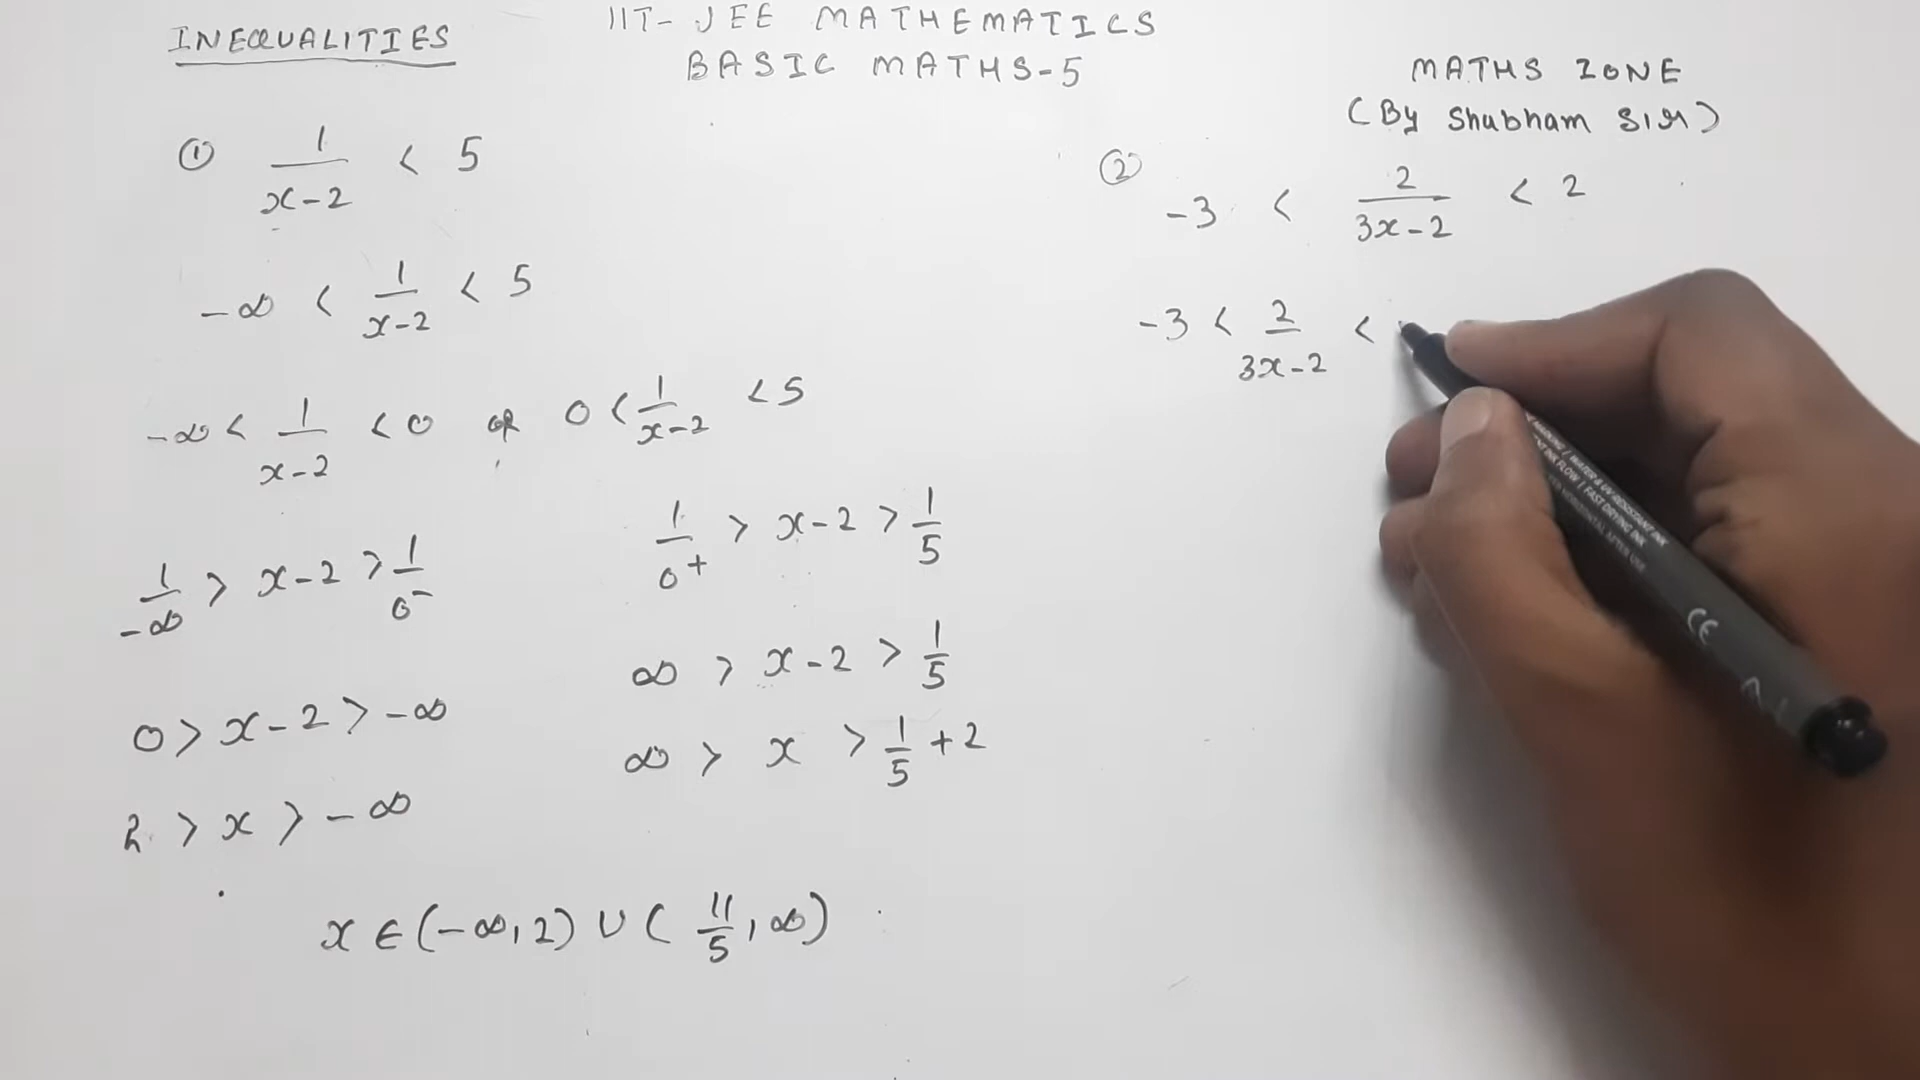 INEQUALITIES
IIT-JEE MATHEMATICS
BASIC MATHS-5
MATHS ZONE
(By Shubham Sir)
① 1/(x-2) < 5
-∞ < 1/(x-2) < 5
-∞ < 1/(x-2) < 0 or 0 < 1/(x-2) < 5
1/-∞ > x-2 > 1/0⁻
0 > x-2 > -∞
2 > x > -∞
1/0⁺ > x-2 > 1/5
∞ > x-2 > 1/5
∞ > x > 1/5 + 2
x ∈ (-∞, 2) ∪ (11/5, ∞)
② -3 < 2/(3x-2) < 2
-3 < 2/(3x-2) <
CE